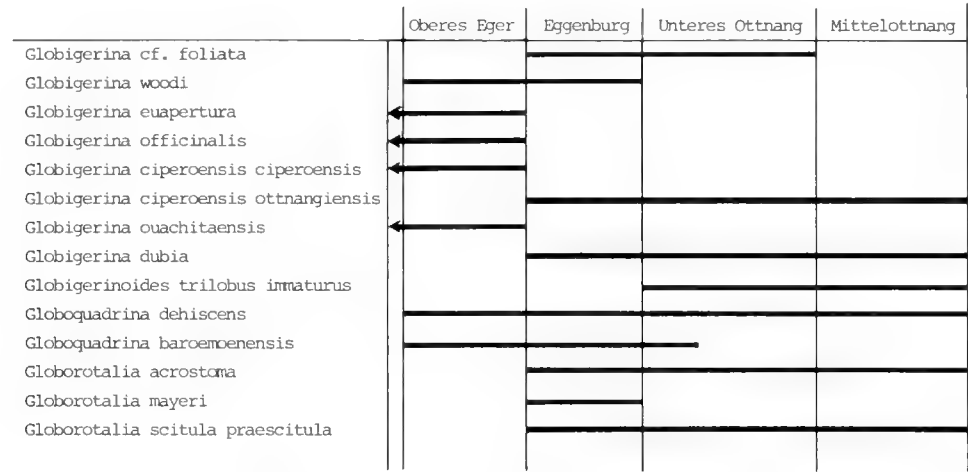 Oberes Eger Eggenburg Unteres Ottnang Mittelottnang
Globigerina cf. foliata
Globigerina woodi
Globigerina euapertura
Globigerina officinalis
Globigerina ciperoensis ciperoensis
Globigerina ciperoensis ottnangiensis
Globigerina ouachitaensis
Globigerina dubia
Globigerinoides trilobus immaturus
Globoquadrina dehiscens
Globoquadrina baroemoenensis
Globorotalia acrostoma
Globorotalia mayeri
Globorotalia scitula praescitula